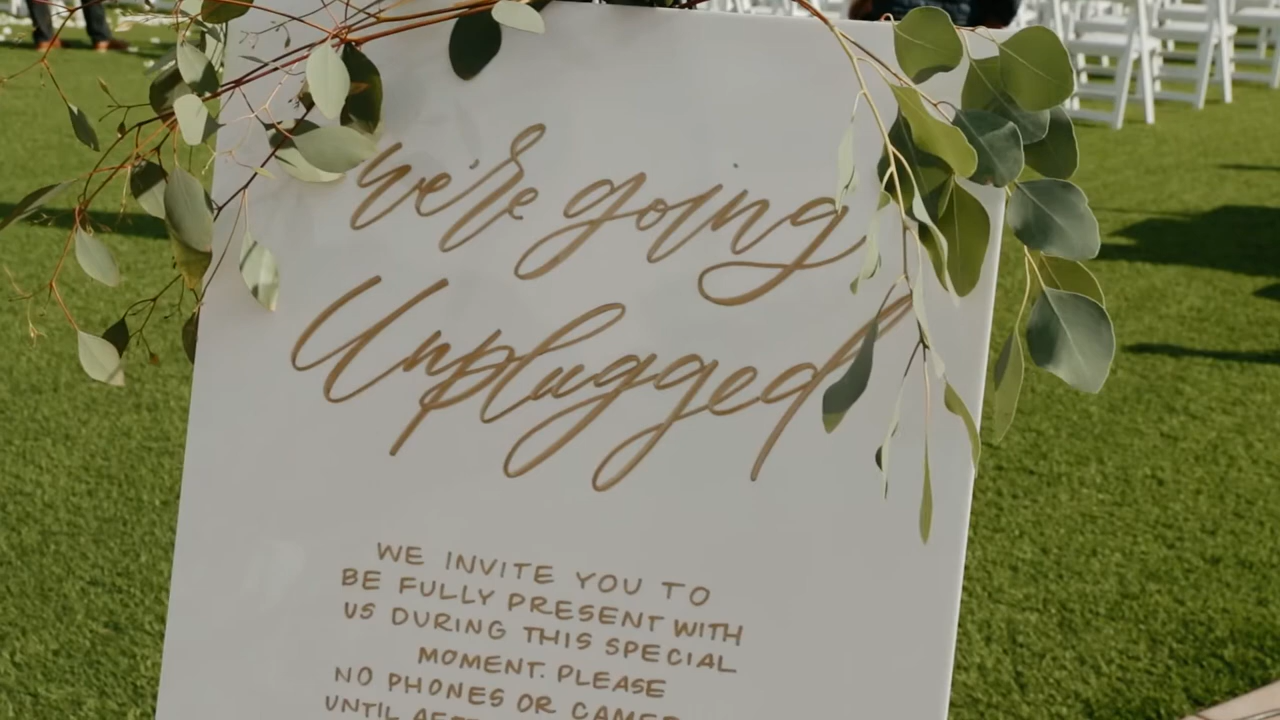 we're going
Unplugged
WE INVITE YOU TO
BE FULLY PRESENT WITH
US DURING THIS SPECIAL
MOMENT. PLEASE
NO PHONES OR
UNTIL